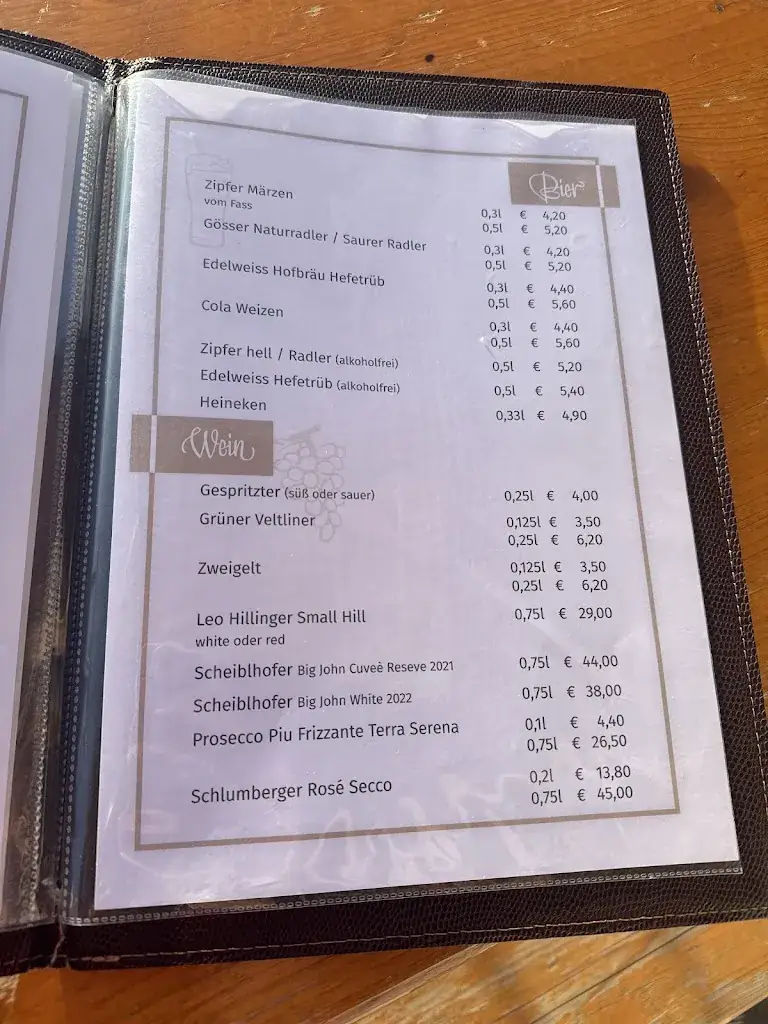 Bier
Zipfer Märzen
vom Fass
0,3l € 4,20
0,5l € 5,20
Gösser Naturradler / Saurer Radler
0,3l € 4,20
0,5l € 5,20
Edelweiss Hofbräu Hefetrüb
0,3l € 4,40
0,5l € 5,60
Cola Weizen
0,3l € 4,40
0,5l € 5,60
Zipfer hell / Radler (alkoholfrei) 0,5l € 5,20
Edelweiss Hefetrüb (alkoholfrei) 0,5l € 5,40
Heineken 0,33l € 4,90
Wein
Gespritzter (süß oder sauer) 0,25l € 4,00
Grüner Veltliner 0,125l € 3,50
0,25l € 6,20
Zweigelt 0,125l € 3,50
0,25l € 6,20
Leo Hillinger Small Hill 0,75l € 29,00
white oder red
Scheiblhofer Big John Cuveè Reseve 2021 0,75l € 44,00
Scheiblhofer Big John White 2022 0,75l € 38,00
Prosecco Piu Frizzante Terra Serena 0,1l € 4,40
0,75l € 26,50
Schlumberger Rosé Secco 0,2l € 13,80
0,75l € 45,00